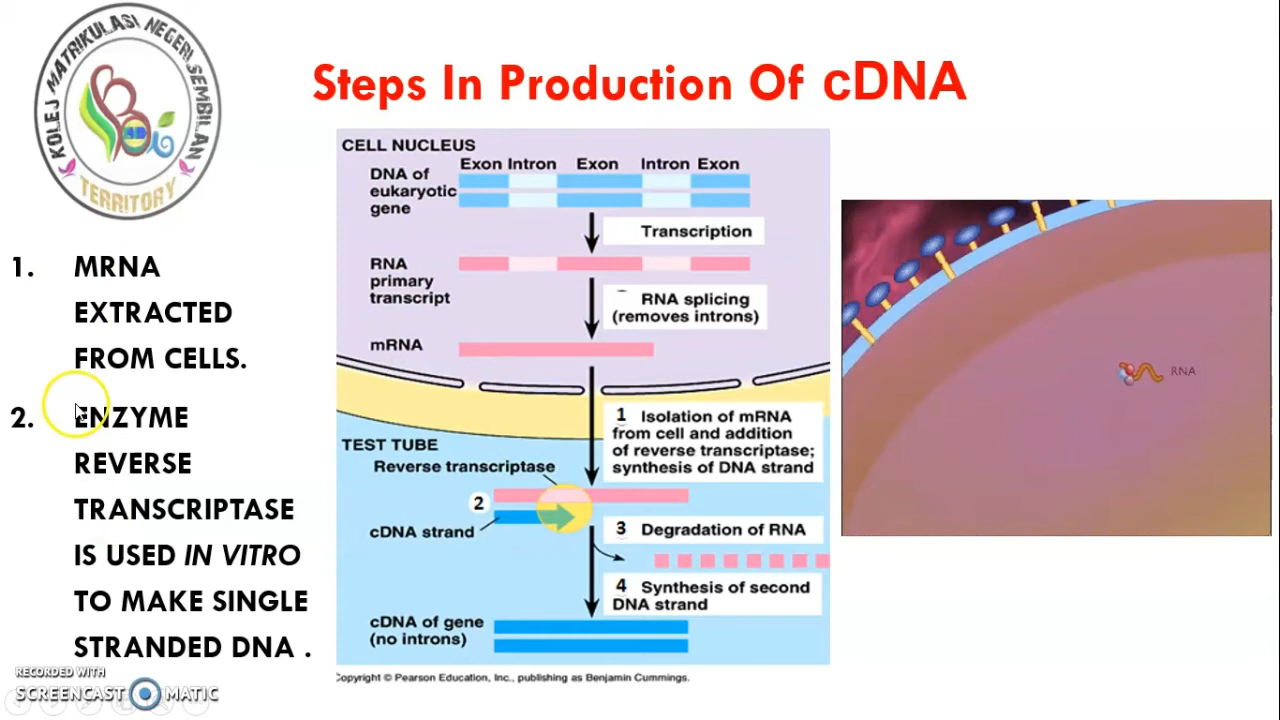 KOLEJ MATRIKULASI NEGERI SEMBILAN
TERRITORY
Steps In Production Of cDNA
1. MRNA
EXTRACTED
FROM CELLS.
2. ENZYME
REVERSE
TRANSCRIPTASE
IS USED IN VITRO
TO MAKE SINGLE
STRANDED DNA .
CELL NUCLEUS
Exon Intron Exon Intron Exon
DNA of
eukaryotic
gene
Transcription
RNA
primary
transcript
RNA splicing
(removes introns)
mRNA
1 Isolation of mRNA
from cell and addition
of reverse transcriptase;
synthesis of DNA strand
TEST TUBE
Reverse transcriptase
2
cDNA strand
3 Degradation of RNA
4 Synthesis of second
DNA strand
cDNA of gene
(no introns)
Copyright © Pearson Education, Inc., publishing as Benjamin Cummings.
RNA
RECORDED WITH
SCREENCAST MATIC